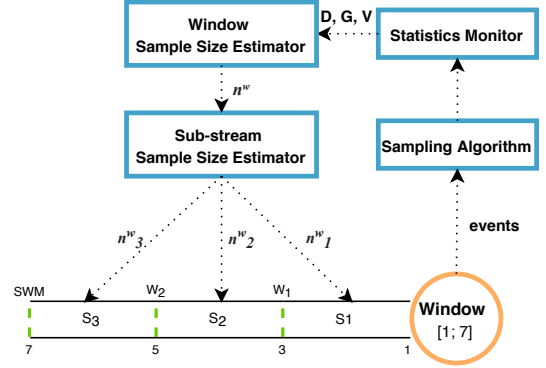 Window
Sample Size Estimator
D, G, V
Statistics Monitor
n^w
Sub-stream
Sample Size Estimator
Sampling Algorithm
n^w_3
n^w_2
n^w_1
events
SWM
W_2
W_1
S_3
S_2
S1
Window
[1; 7]
7
5
3
1